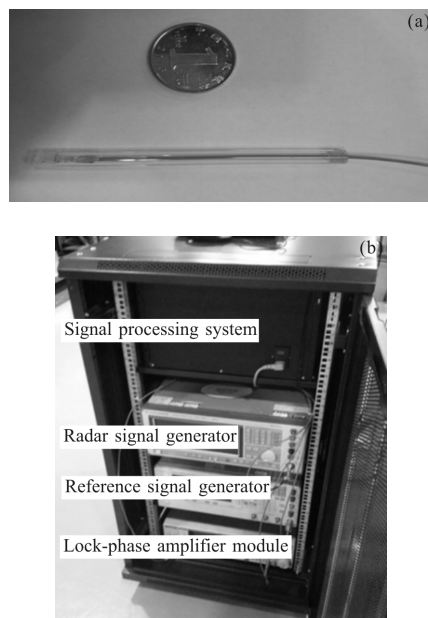 (a)
(b)
Signal processing system
Radar signal generator
Reference signal generator
Lock-phase amplifier module